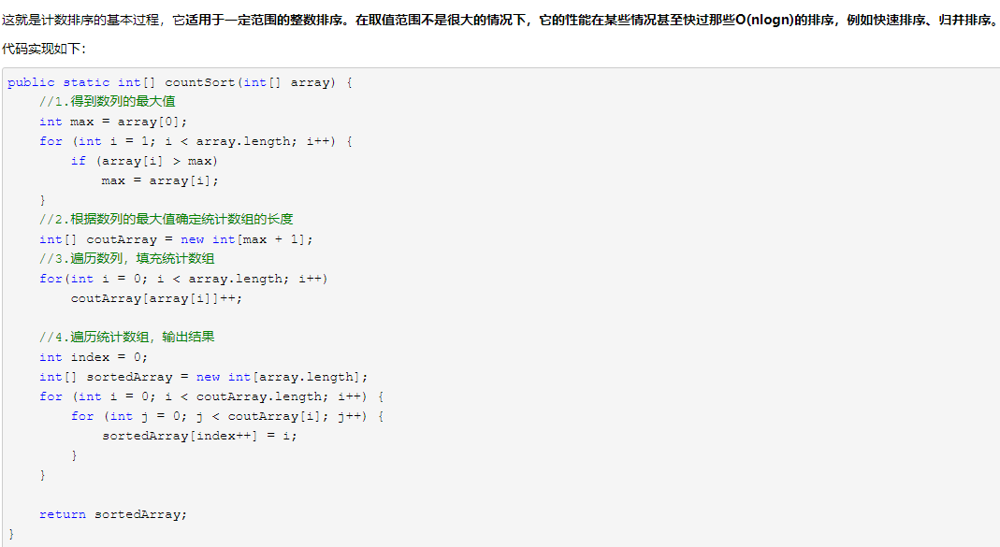 这就是计数排序的基本过程，它适用于一定范围的整数排序。在取值范围不是很大的情况下，它的性能在某些情况甚至快过那些O(nlogn)的排序，例如快速排序、归并排序。
代码实现如下：
public static int[] countSort(int[] array) {
    //1.得到数列的最大值
    int max = array[0];
    for (int i = 1; i < array.length; i++) {
        if (array[i] > max)
            max = array[i];
    }
    //2.根据数列的最大值确定统计数组的长度
    int[] coutArray = new int[max + 1];
    //3.遍历数列，填充统计数组
    for(int i = 0; i < array.length; i++)
        coutArray[array[i]]++;

    //4.遍历统计数组，输出结果
    int index = 0;
    int[] sortedArray = new int[array.length];
    for (int i = 0; i < coutArray.length; i++) {
        for (int j = 0; j < coutArray[i]; j++) {
            sortedArray[index++] = i;
        }
    }

    return sortedArray;
}